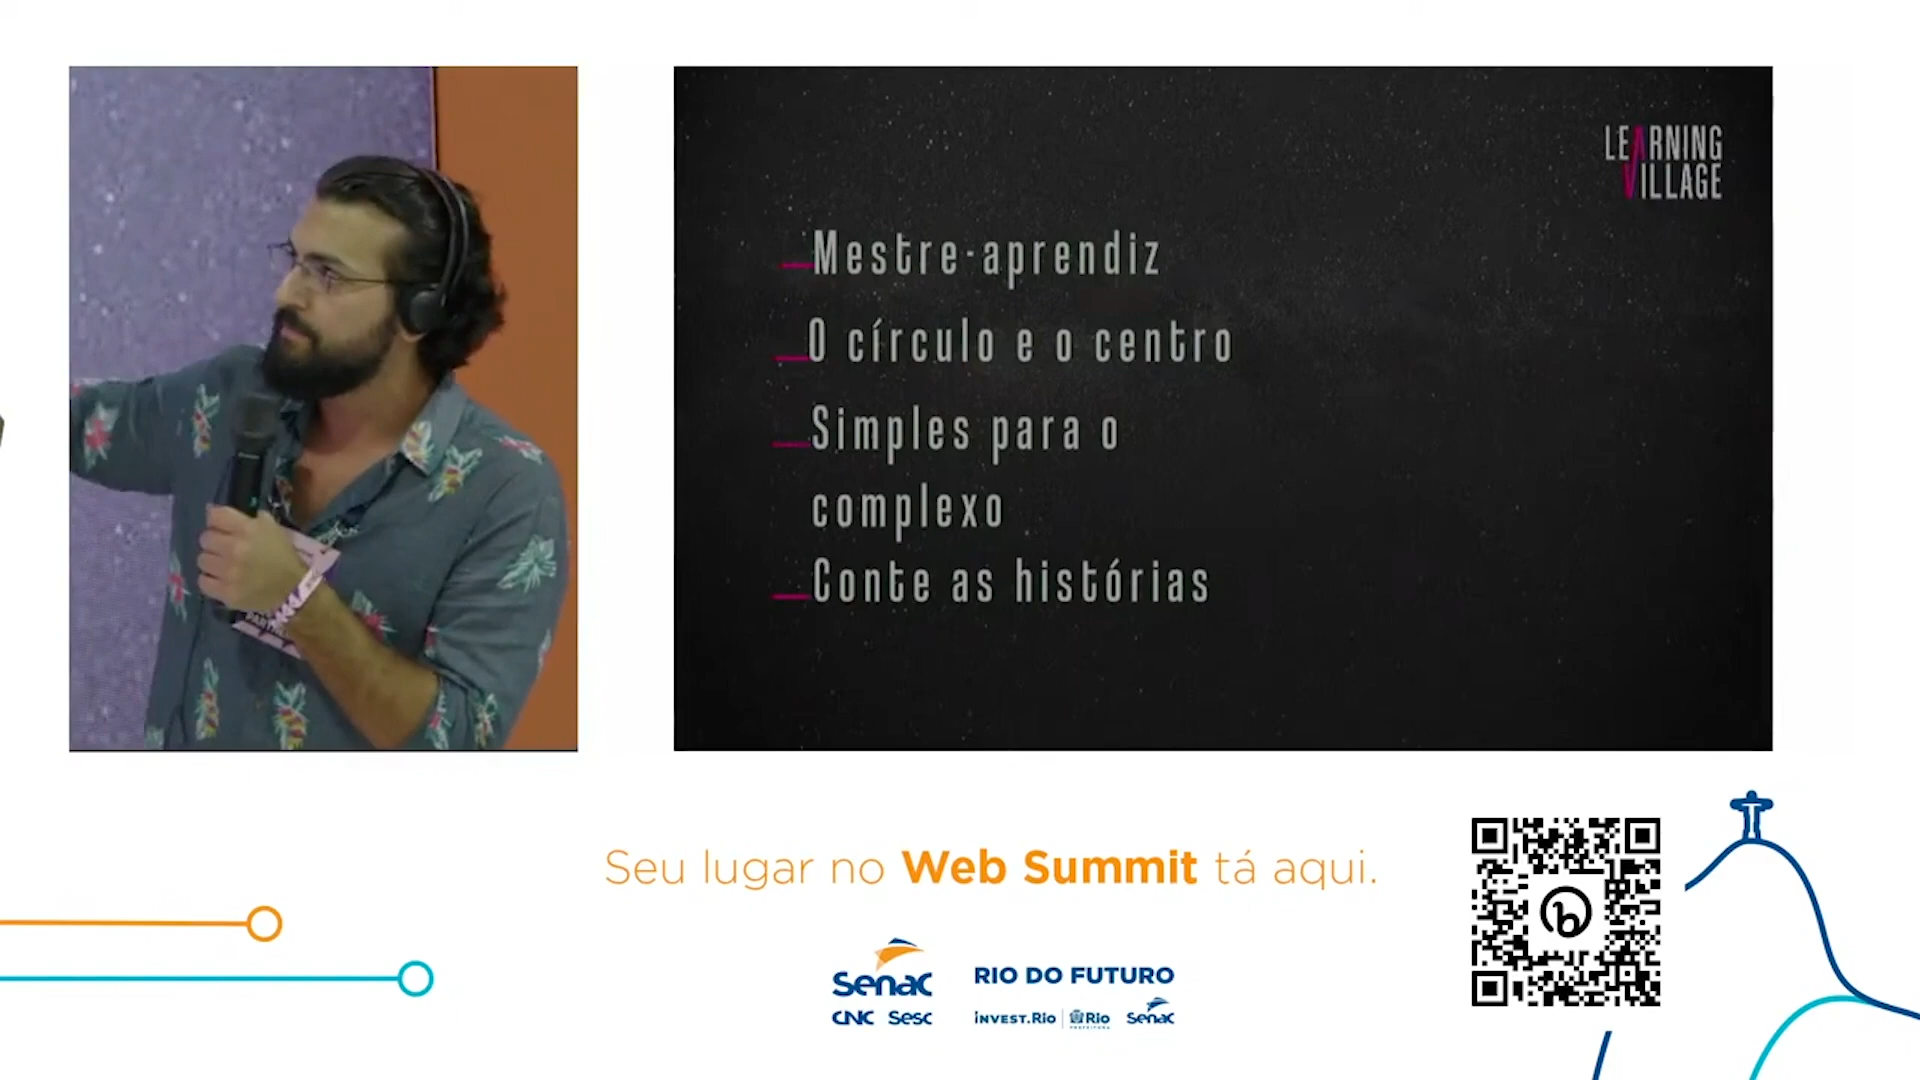 LEARNING
VILLAGE
Mestre-aprendiz
O círculo e o centro
Simples para o
complexo
Conte as histórias
Seu lugar no Web Summit tá aqui.
Senac
CNC Sesc
RIO DO FUTURO
iNVEST.Rio Rio Senac
PREFEITURA